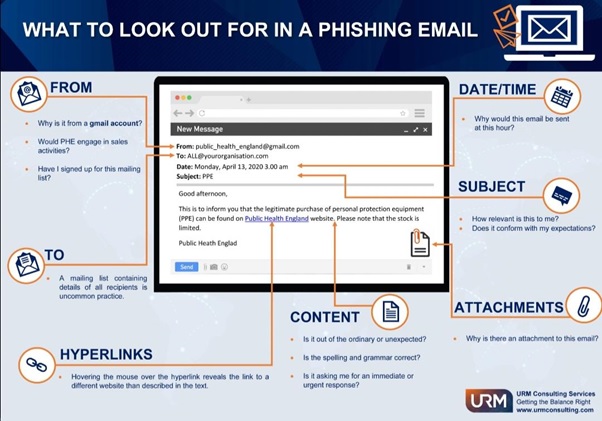 WHAT TO LOOK OUT FOR IN A PHISHING EMAIL
FROM
Why is it from a gmail account?
Would PHE engage in sales
activities?
Have I signed up for this mailing
list?
TO
A mailing list containing
details of all recipients is
uncommon practice.
HYPERLINKS
Hovering the mouse over the hyperlink reveals the link to a
different website than described in the text.
New Message
From: public_health_england@gmail.com
To: ALL@yourorganisation.com
Date: Monday, April 13, 2020 3.00 am
Subject: PPE
Good afternoon,
This is to inform you that the legitimate purchase of personal protection equipment
(PPE) can be found on Public Health England website. Please note that the stock is
limited.
Public Heath Englad
Send
CONTENT
Is it out of the ordinary or unexpected?
Is the spelling and grammar correct?
Is it asking me for an immediate or
urgent response?
DATE/TIME
Why would this email be sent
at this hour?
SUBJECT
How relevant is this to me?
Does it conform with my expectations?
ATTACHMENTS
Why is there an attachment to this email?
URM
URM Consulting Services
Getting the Balance Right
www.urmconsulting.com